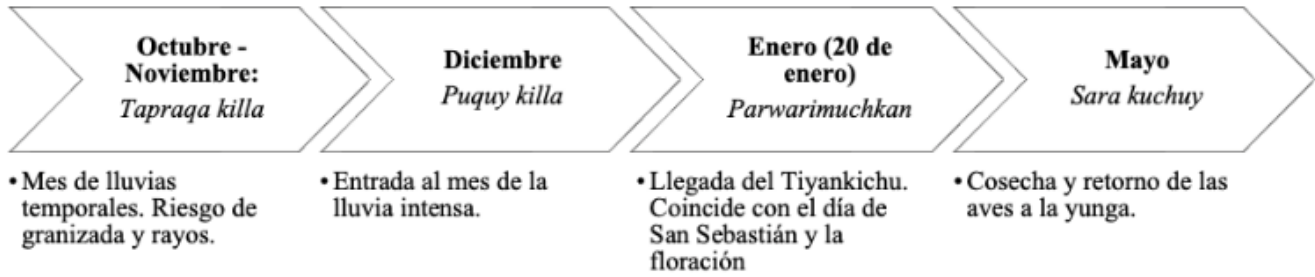 Octubre -
Noviembre:
Tapraqa killa
• Mes de lluvias
temporales. Riesgo de
granizada y rayos.
Diciembre
Puquy killa
• Entrada al mes de la
lluvia intensa.
Enero (20 de
enero)
Parwarimuchkan
• Llegada del Tiyankichu.
Coincide con el día de
San Sebastián y la
floración
Mayo
Sara kuchuy
• Cosecha y retorno de las
aves a la yunga.